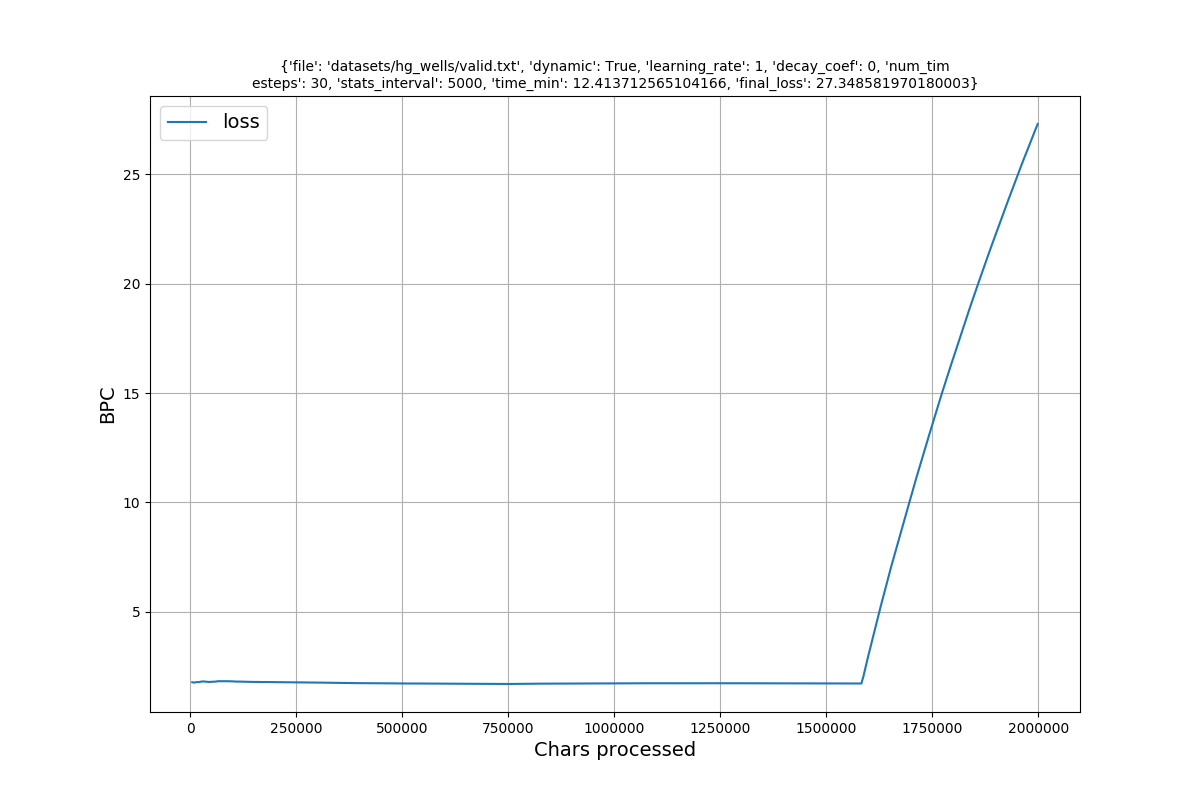 {'file': 'datasets/hg_wells/valid.txt', 'dynamic': True, 'learning_rate': 1, 'decay_coef': 0, 'num_tim
esteps': 30, 'stats_interval': 5000, 'time_min': 12.413712565104166, 'final_loss': 27.348581970180003}
loss
25
20
15
10
5
BPC
0 250000 500000 750000 1000000 1250000 1500000 1750000 2000000
Chars processed